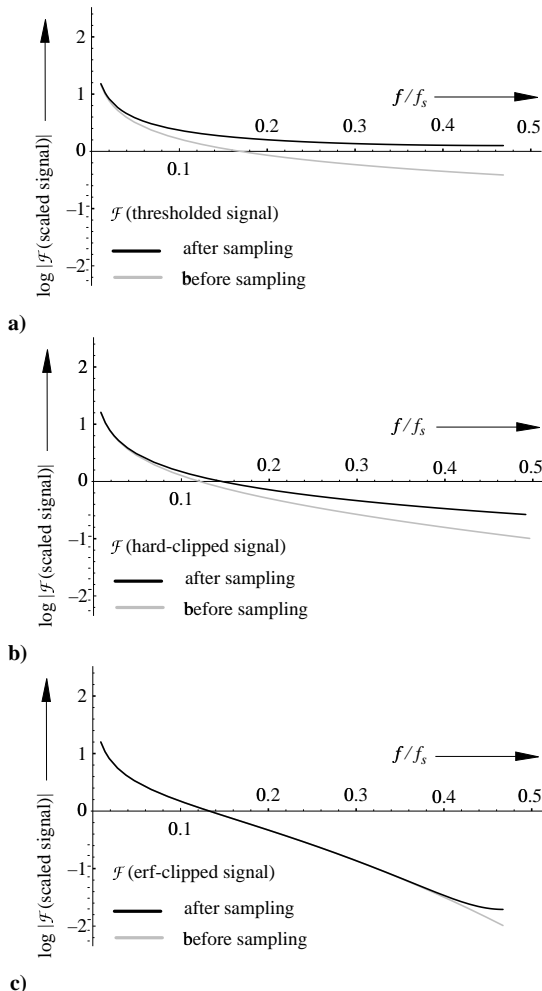 2
f/fs
1
0.2
0.3
0.4
0.5
0
0.1
−1
ℱ (thresholded signal)
after sampling
before sampling
−2
log |ℱ (scaled signal)|
a)
2
f/fs
1
0.2
0.3
0.4
0.5
0
0.1
−1
ℱ (hard-clipped signal)
after sampling
before sampling
−2
log |ℱ (scaled signal)|
b)
2
f/fs
1
0.2
0.3
0.4
0.5
0
0.1
−1
ℱ (erf-clipped signal)
after sampling
before sampling
−2
log |ℱ (scaled signal)|
c)